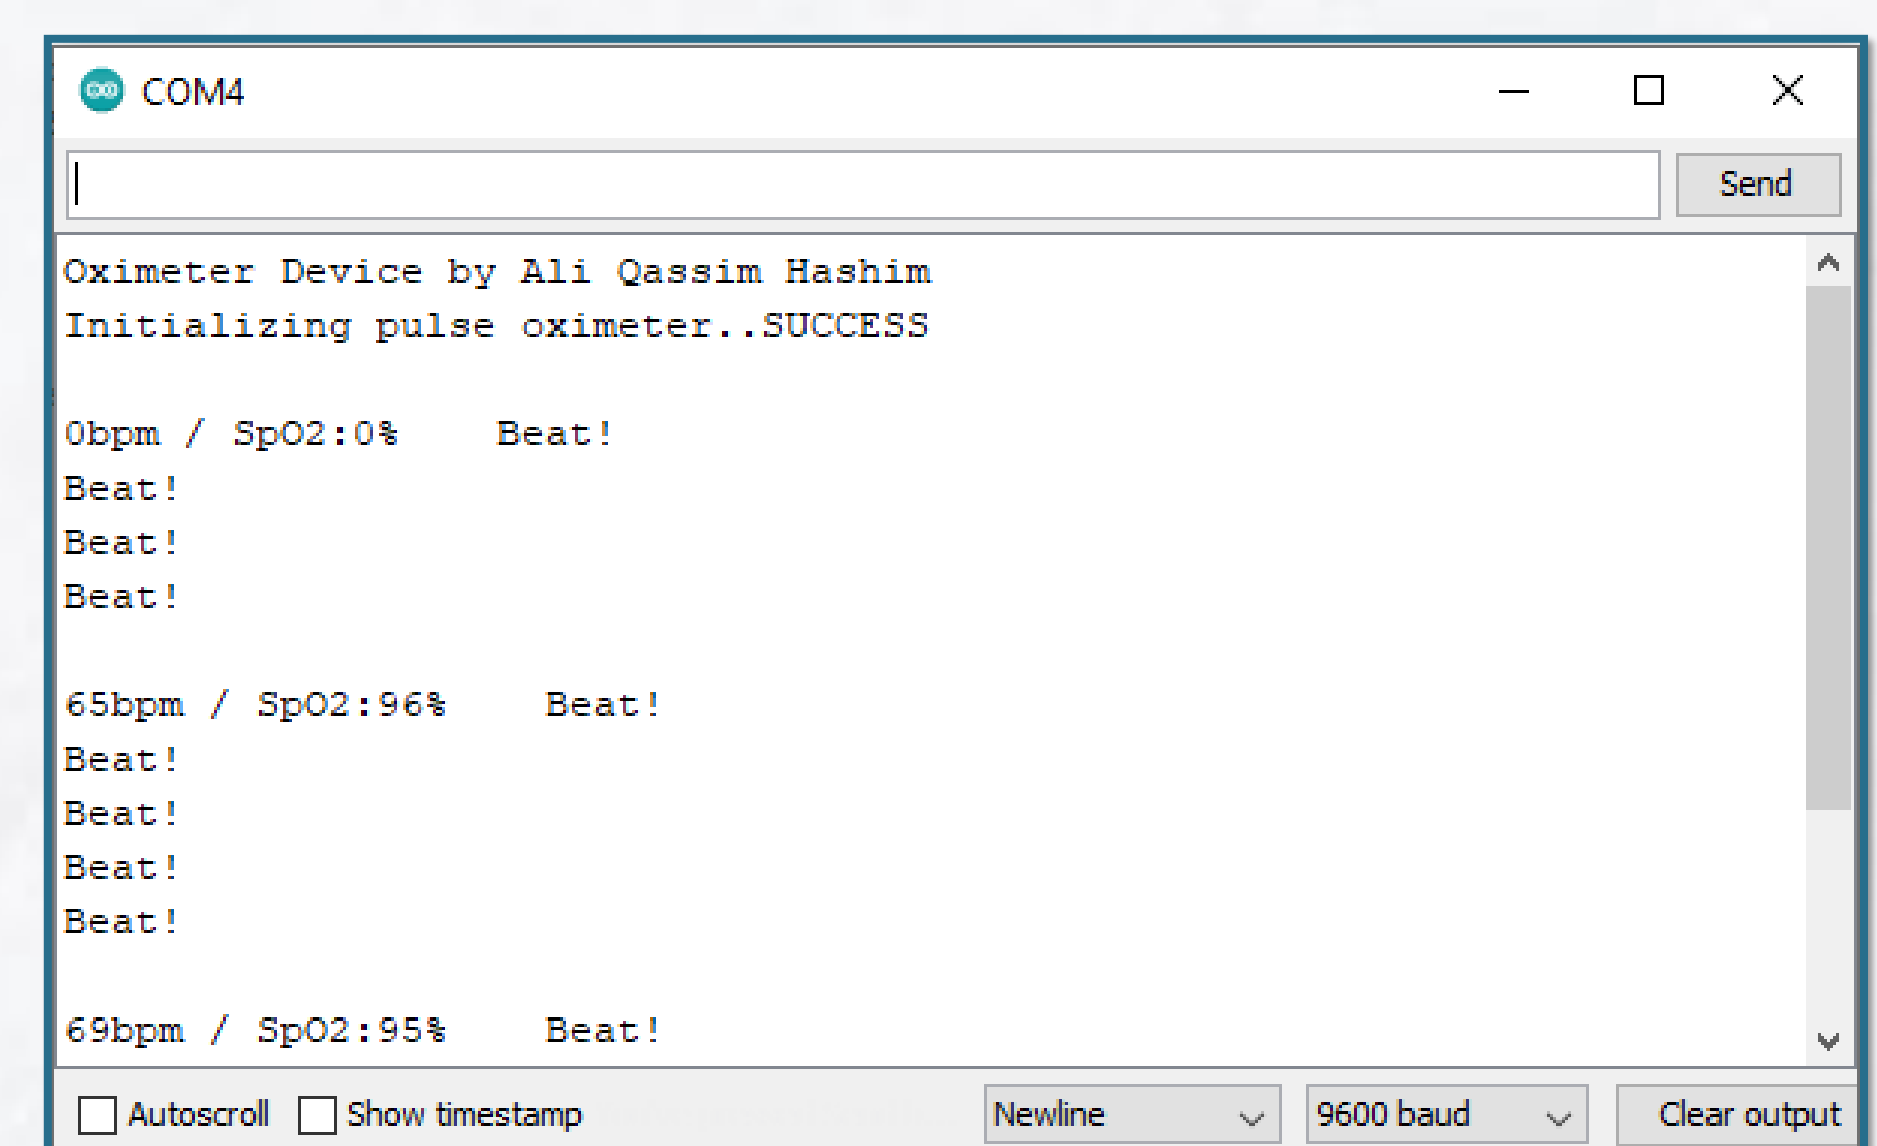 COM4
Send
Oximeter Device by Ali Qassim Hashim
Initializing pulse oximeter..SUCCESS
0bpm / SpO2:0%    Beat!
Beat!
Beat!
Beat!
65bpm / SpO2:96%    Beat!
Beat!
Beat!
Beat!
Beat!
69bpm / SpO2:95%    Beat!
Autoscroll Show timestamp Newline 9600 baud Clear output